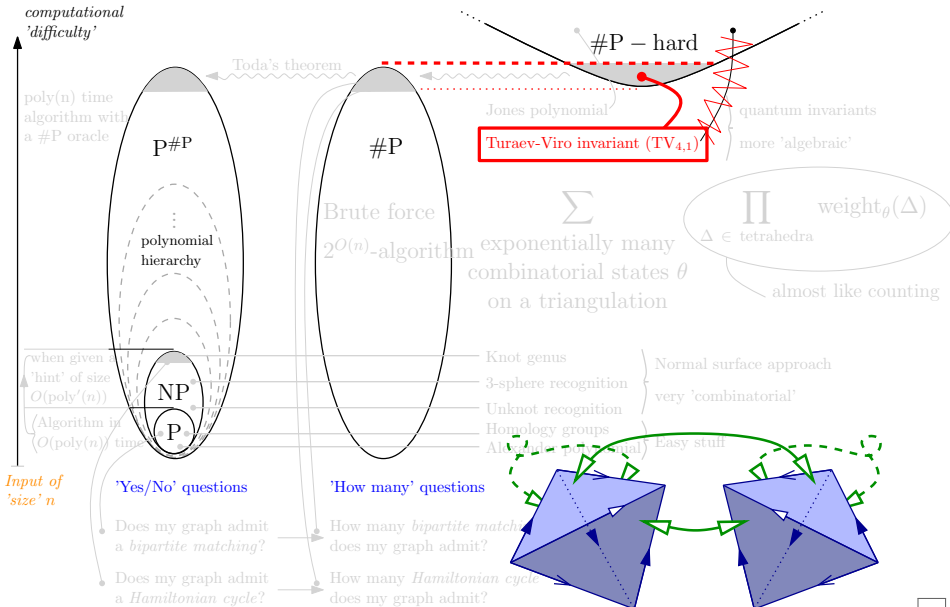 computational
'difficulty'
#P – hard
Toda's theorem
poly(n) time
algorithm with
a #P oracle
Jones polynomial
quantum invariants
more 'algebraic'
P^#P
#P
Turaev-Viro invariant (TV_4,1)
⋮
polynomial
hierarchy
Brute force
2^O(n)-algorithm
∑
exponentially many
combinatorial states θ
on a triangulation
∏ weight_θ(Δ)
Δ ∈ tetrahedra
almost like counting
when given a
'hint' of size
O(poly'(n))
Algorithm in
O(poly(n)) time
NP
P
Knot genus
3-sphere recognition
Unknot recognition
Homology groups
Alexander polynomial
Normal surface approach
very 'combinatorial'
Easy stuff
Input of
'size' n
'Yes/No' questions
'How many' questions
Does my graph admit
a bipartite matching?
How many bipartite match
does my graph admit?
Does my graph admit
a Hamiltonian cycle?
How many Hamiltonian cycle
does my graph admit?